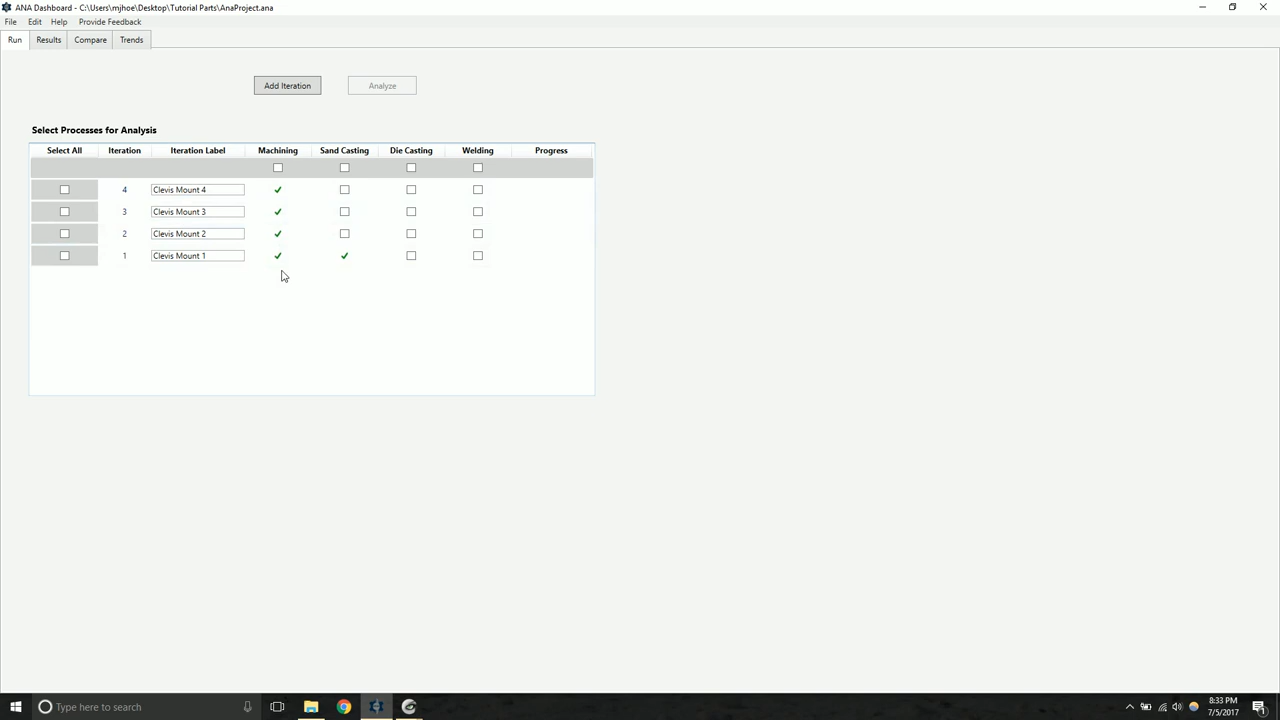 ANA Dashboard - C:\Users\mjhoe\Desktop\Tutorial Parts\AnaProject.ana
File Edit Help Provide Feedback
Run Results Compare Trends
Add Iteration Analyze
Select Processes for Analysis
Select All Iteration Iteration Label Machining Sand Casting Die Casting Welding Progress
4 Clevis Mount 4
3 Clevis Mount 3
2 Clevis Mount 2
1 Clevis Mount 1
Type here to search
8:33 PM
7/5/2017
1